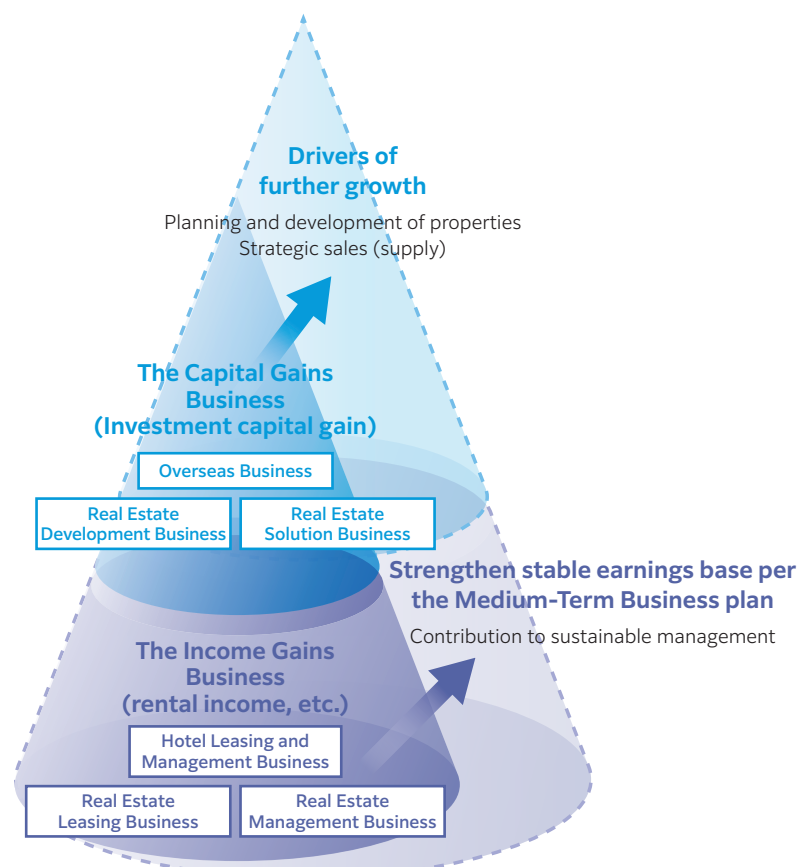 Drivers of
further growth
Planning and development of properties
Strategic sales (supply)
The Capital Gains
Business
(Investment capital gain)
Overseas Business
Real Estate
Development Business
Real Estate
Solution Business
Strengthen stable earnings base per
the Medium-Term Business plan
Contribution to sustainable management
The Income Gains
Business
(rental income, etc.)
Hotel Leasing and
Management Business
Real Estate
Leasing Business
Real Estate
Management Business